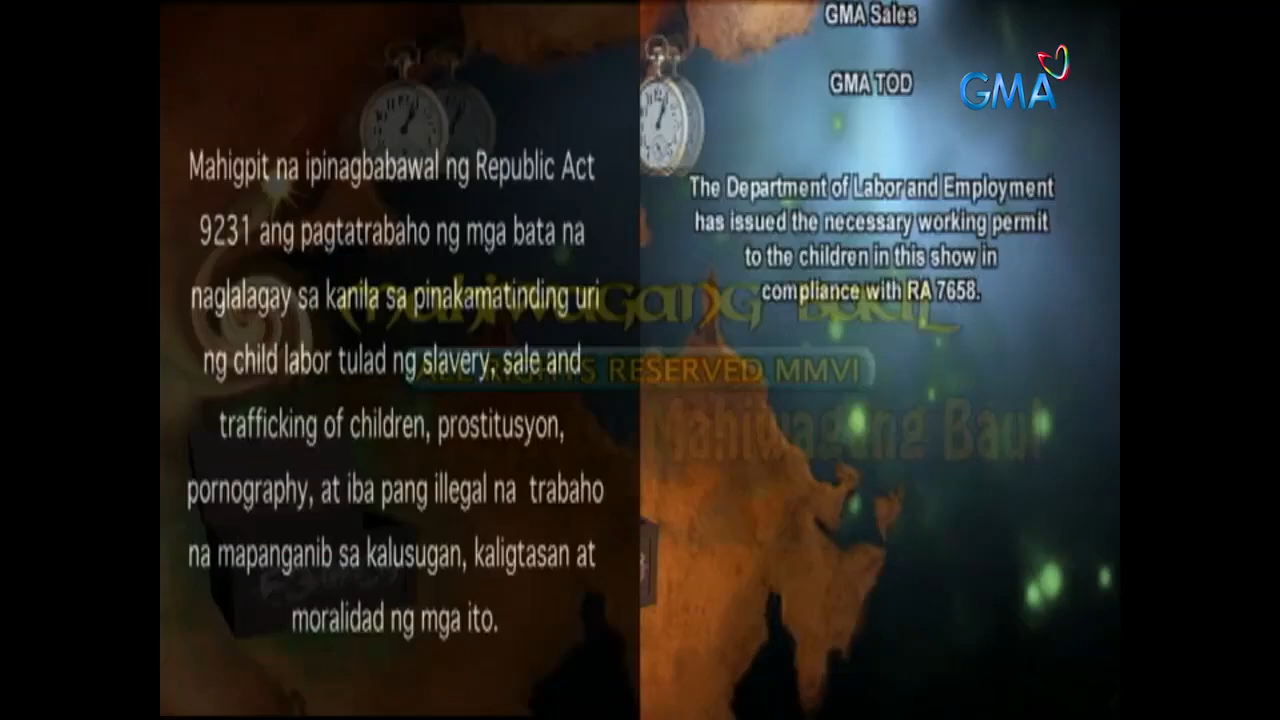 Mahigpit na ipinagbabawal ng Republic Act
9231 ang pagtatrabaho ng mga bata na
naglalagay sa kanila sa pinakamatinding uri
ng child labor tulad ng slavery, sale and
trafficking of children, prostitusyon,
pornography, at iba pang illegal na trabaho
na mapanganib sa kalusugan, kaligtasan at
moralidad ng mga ito.
GMA Sales
GMA TOD
GMA
The Department of Labor and Employment
has issued the necessary working permit
to the children in this show in
compliance with RA 7658.
Mahiwagang Baul
ALL RIGHTS RESERVED MMVI
Mahiwagang Baul